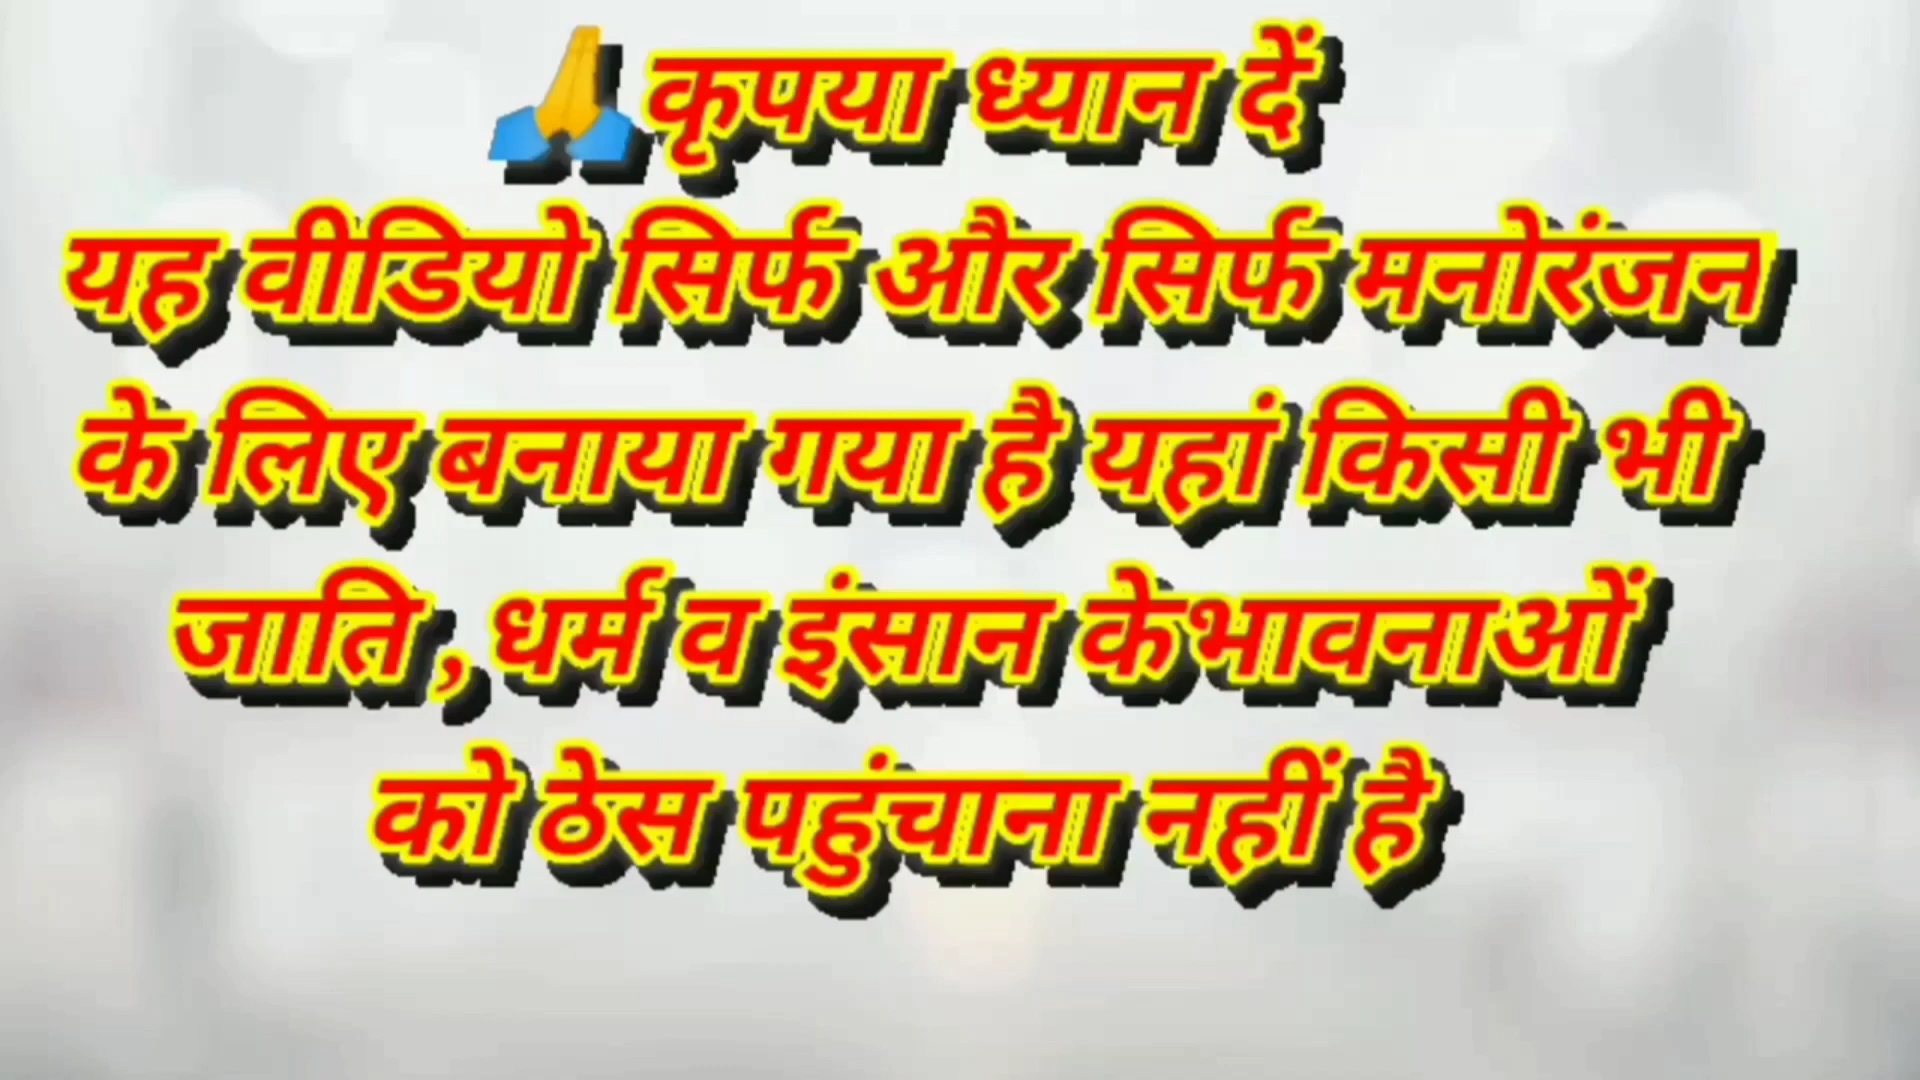 🙏कृपया ध्यान दें
यह वीडियो सिर्फ और सिर्फ मनोरंजन
के लिए बनाया गया है यहां किसी भी
जाति , धर्म व इंसान केभावनाओं
को ठेस पहुंचाना नहीं है